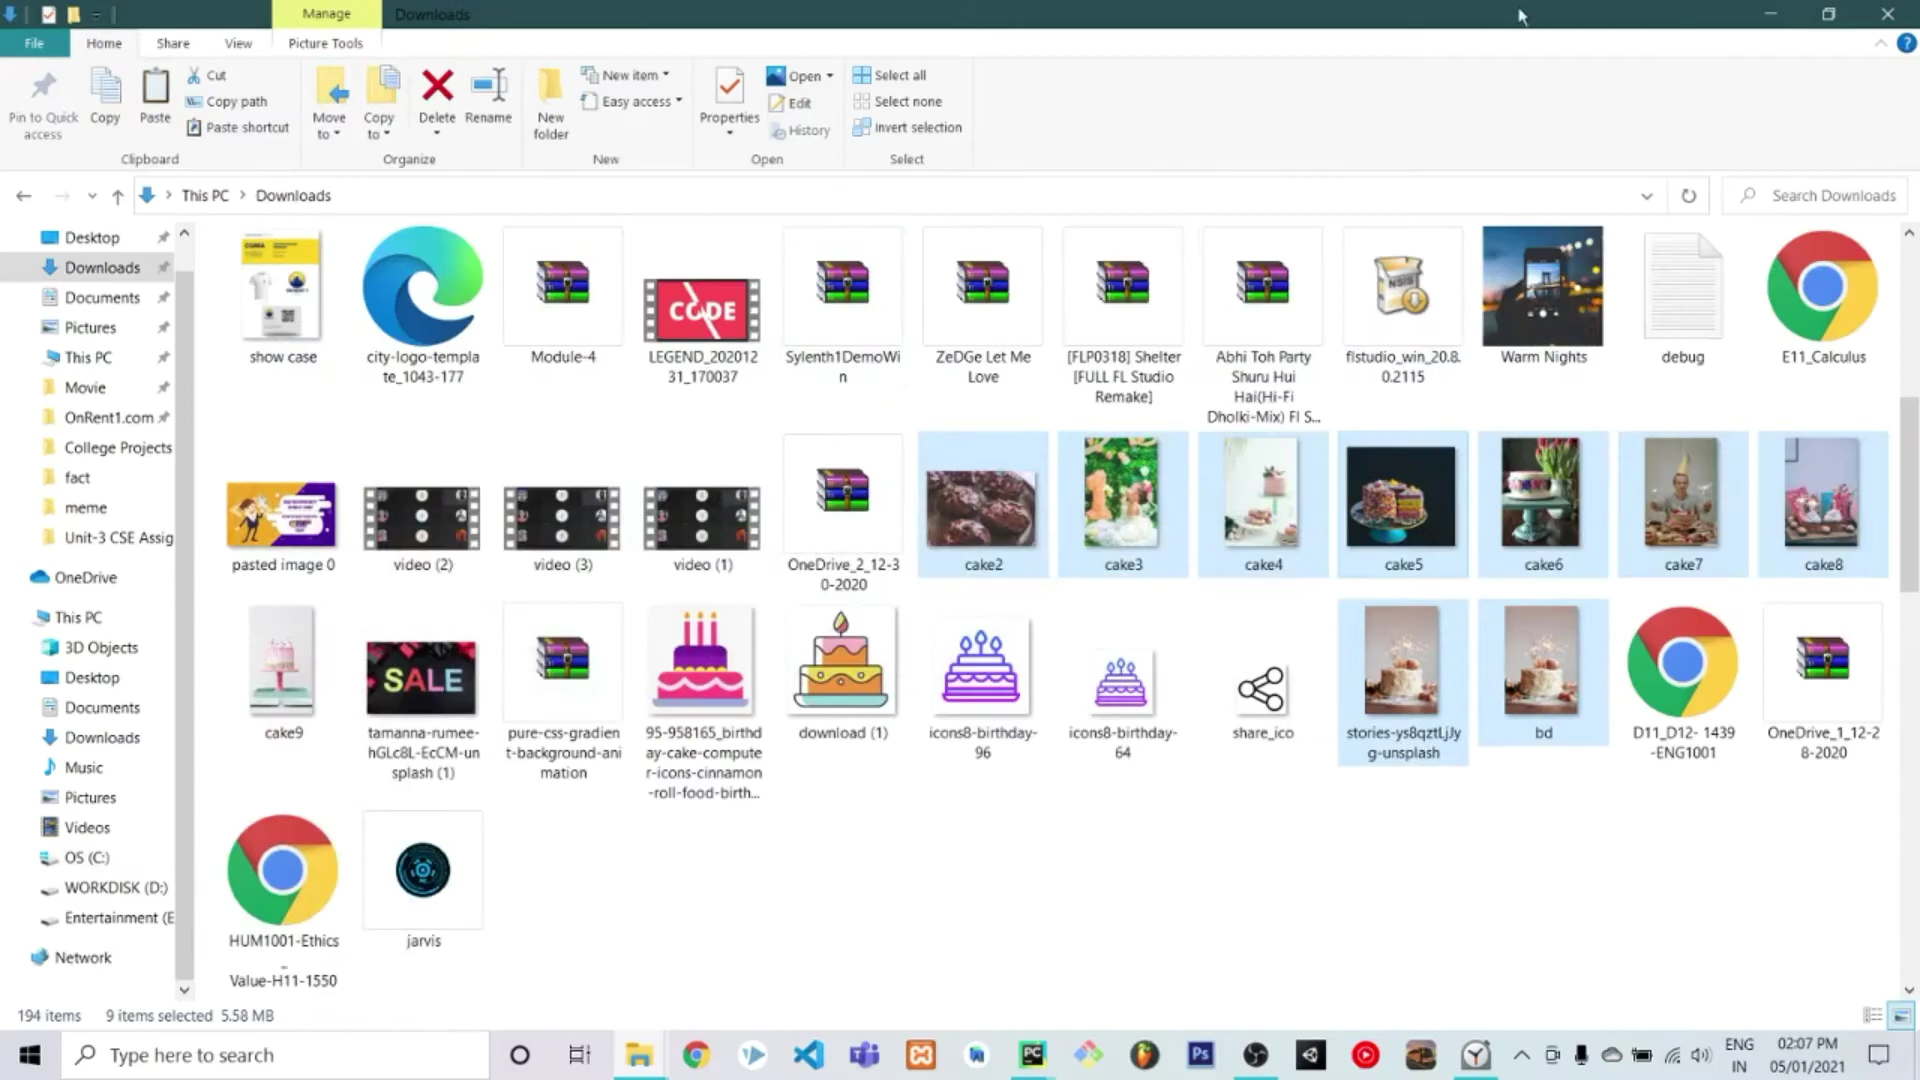 Manage
Downloads
File
Home
Share
View
Picture Tools
Pin to Quick
access
Copy
Paste
Cut
Copy path
Paste shortcut
Clipboard
Move
to
Copy
to
Delete
Rename
Organize
New
folder
New item
Easy access
New
Properties
Open
Edit
History
Open
Select all
Select none
Invert selection
Select
This PC > Downloads
Search Downloads
Desktop
Downloads
Documents
Pictures
This PC
Movie
OnRent1.com
College Projects
fact
meme
Unit-3 CSE Assig
OneDrive
This PC
3D Objects
Desktop
Documents
Downloads
Music
Pictures
Videos
OS (C:)
WORKDISK (D:)
Entertainment (E
Network
show case
city-logo-templa
te_1043-177
Module-4
CODE
LEGEND_202012
31_170037
Sylenth1DemoWi
n
ZeDGe Let Me
Love
[FLP0318] Shelter
[FULL FL Studio
Remake]
Abhi Toh Party
Shuru Hui
Hai(Hi-Fi
Dholki-Mix) Fl S...
NSIS
flstudio_win_20.8.
0.2115
Warm Nights
debug
E11_Calculus
pasted image 0
video (2)
video (3)
video (1)
OneDrive_2_12-3
0-2020
cake2
cake3
cake4
cake5
cake6
cake7
cake8
cake9
SALE
tamanna-rumee-
hGLc8L-EcCM-un
splash (1)
pure-css-gradien
t-background-ani
mation
95-958165_birthd
ay-cake-compute
r-icons-cinnamon
-roll-food-birth...
download (1)
icons8-birthday-
96
icons8-birthday-
64
share_ico
stories-ys8qztLjJy
g-unsplash
bd
D11_D12- 1439
-ENG1001
OneDrive_1_12-2
8-2020
HUM1001-Ethics
_
Value-H11-1550
jarvis
194 items
9 items selected 5.58 MB
Type here to search
PC
Ps
ENG
IN
02:07 PM
05/01/2021